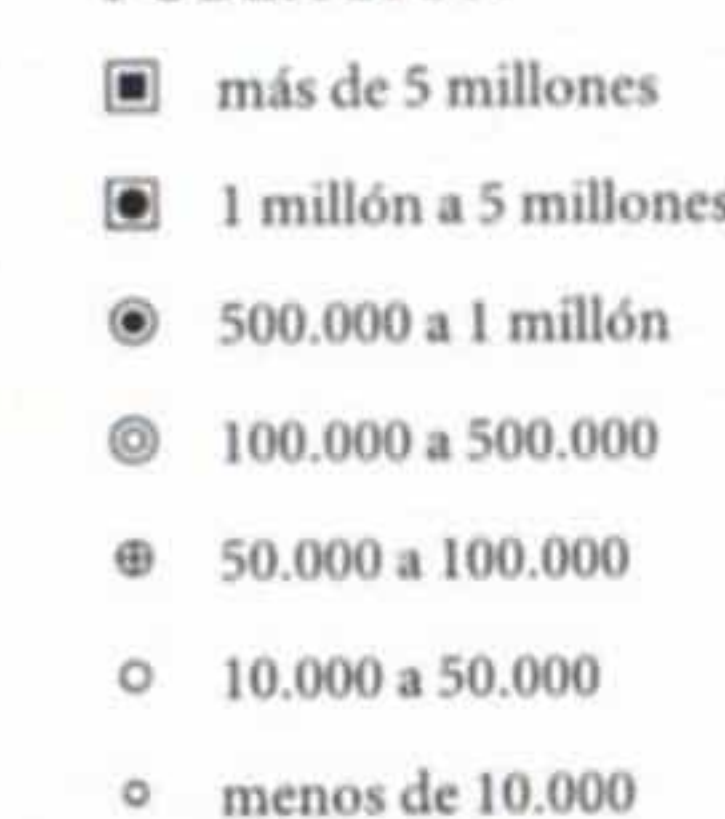 más de 5 millones
1 millón a 5 millones
500.000 a 1 millón
100.000 a 500.000
50.000 a 100.000
10.000 a 50.000
menos de 10.000